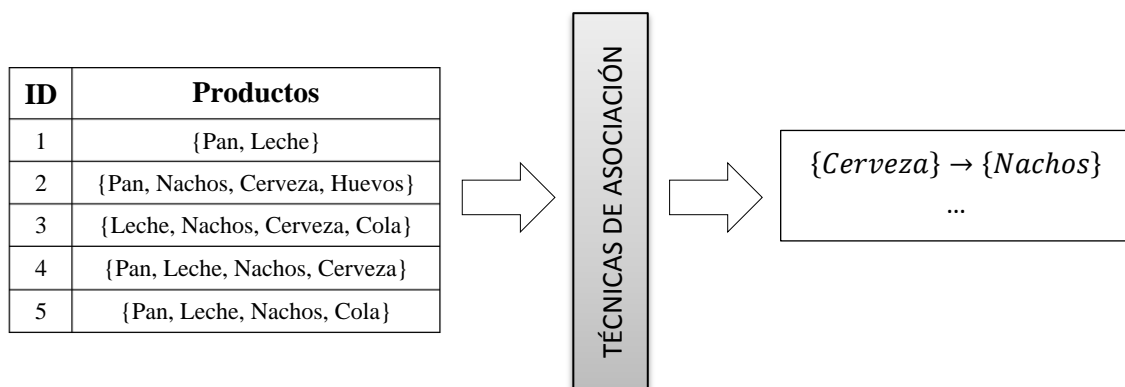 ID Productos
1 {Pan, Leche}
2 {Pan, Nachos, Cerveza, Huevos}
3 {Leche, Nachos, Cerveza, Cola}
4 {Pan, Leche, Nachos, Cerveza}
5 {Pan, Leche, Nachos, Cola}
TÉCNICAS DE ASOCIACIÓN
{Cerveza} → {Nachos}
...